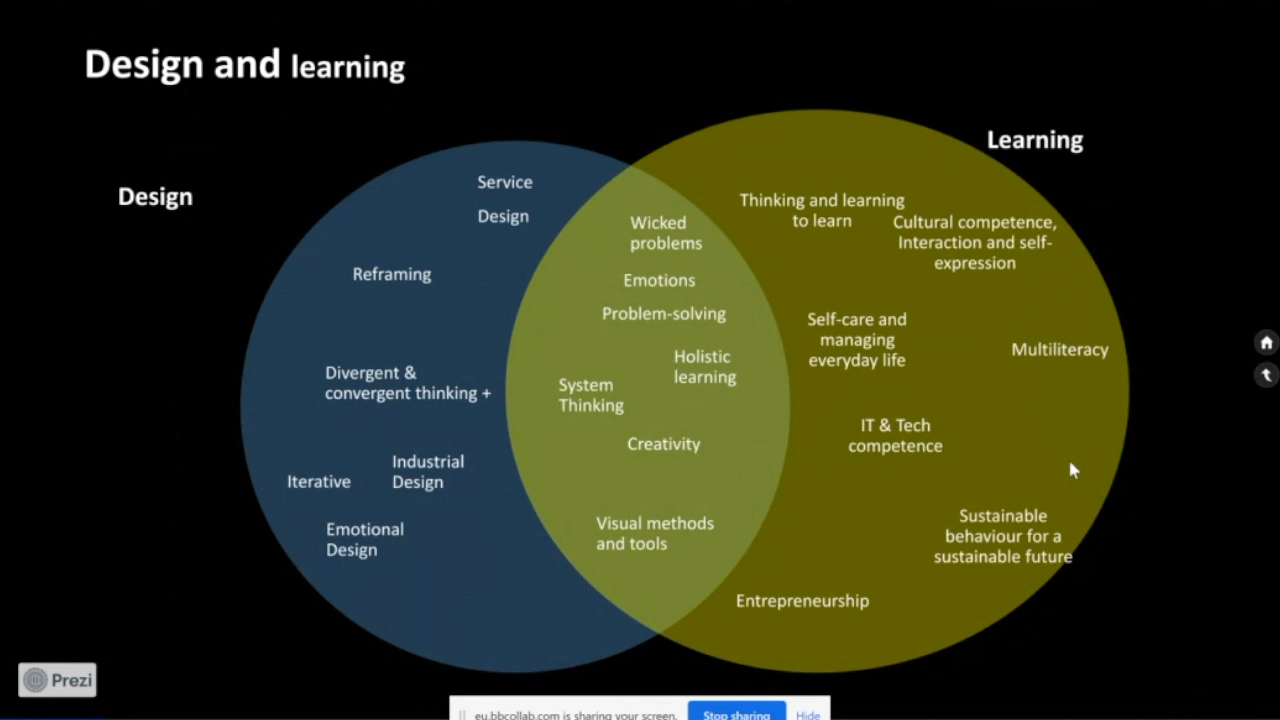 Design and learning
Learning
Design
Service
Design
Reframing
Divergent &
convergent thinking +
Industrial
Design
Iterative
Emotional
Design
Wicked
problems
Emotions
Problem-solving
Holistic
learning
System
Thinking
Creativity
Visual methods
and tools
Thinking and learning
to learn
Cultural competence,
Interaction and self-
expression
Self-care and
managing
everyday life
Multiliteracy
IT & Tech
competence
Sustainable
behaviour for a
sustainable future
Entrepreneurship
Prezi
eu.bbcollab.com is sharing your screen.
Stop sharing
Hide